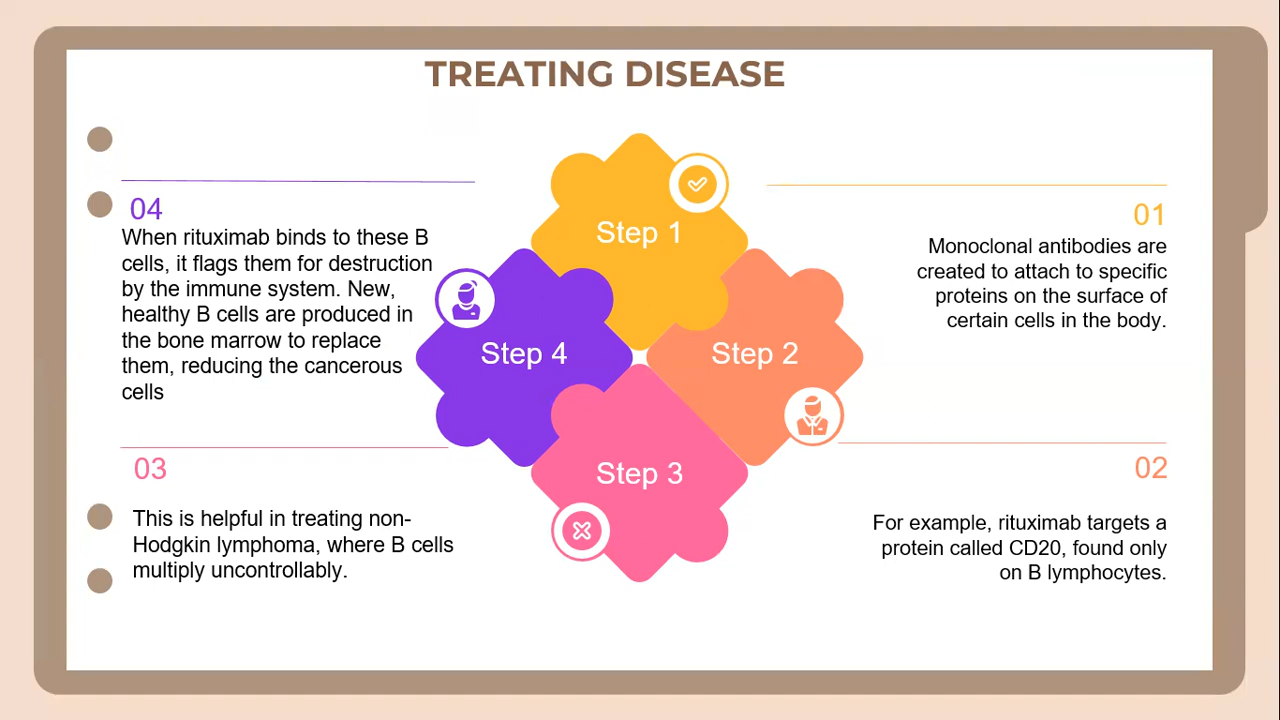 TREATING DISEASE
Step 1
Step 2
Step 3
Step 4
01
Monoclonal antibodies are
created to attach to specific
proteins on the surface of
certain cells in the body.
02
For example, rituximab targets a
protein called CD20, found only
on B lymphocytes.
03
This is helpful in treating non-
Hodgkin lymphoma, where B cells
multiply uncontrollably.
04
When rituximab binds to these B
cells, it flags them for destruction
by the immune system. New,
healthy B cells are produced in
the bone marrow to replace
them, reducing the cancerous
cells